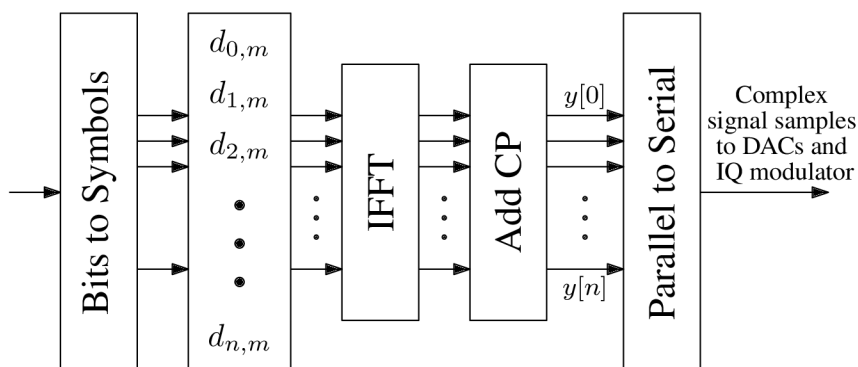 Bits to Symbols
d_{0,m}
d_{1,m}
d_{2,m}
d_{n,m}
IFFT
Add CP
y[0]
y[n]
Parallel to Serial
Complex
signal samples
to DACs and
IQ modulator